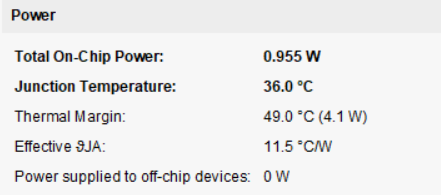 Power
Total On-Chip Power: 0.955 W
Junction Temperature: 36.0 °C
Thermal Margin: 49.0 °C (4.1 W)
Effective ϑJA: 11.5 °C/W
Power supplied to off-chip devices: 0 W